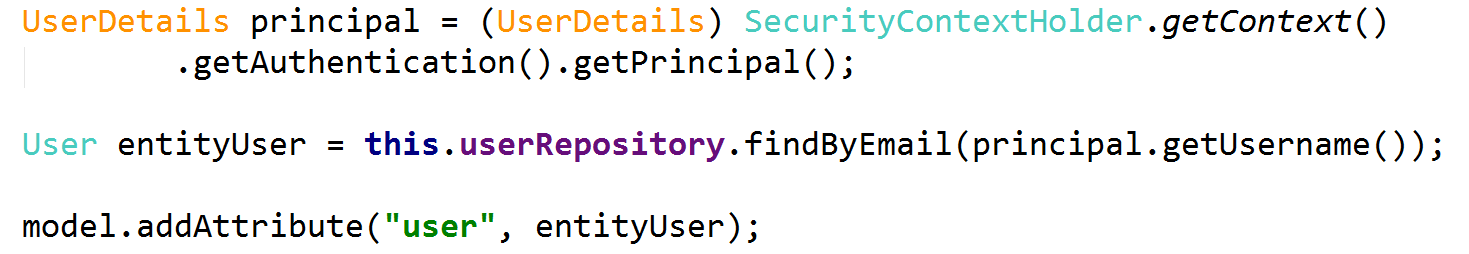 UserDetails principal = (UserDetails) SecurityContextHolder.getContext()
.getAuthentication().getPrincipal();
User entityUser = this.userRepository.findByEmail(principal.getUsername());
model.addAttribute("user", entityUser);